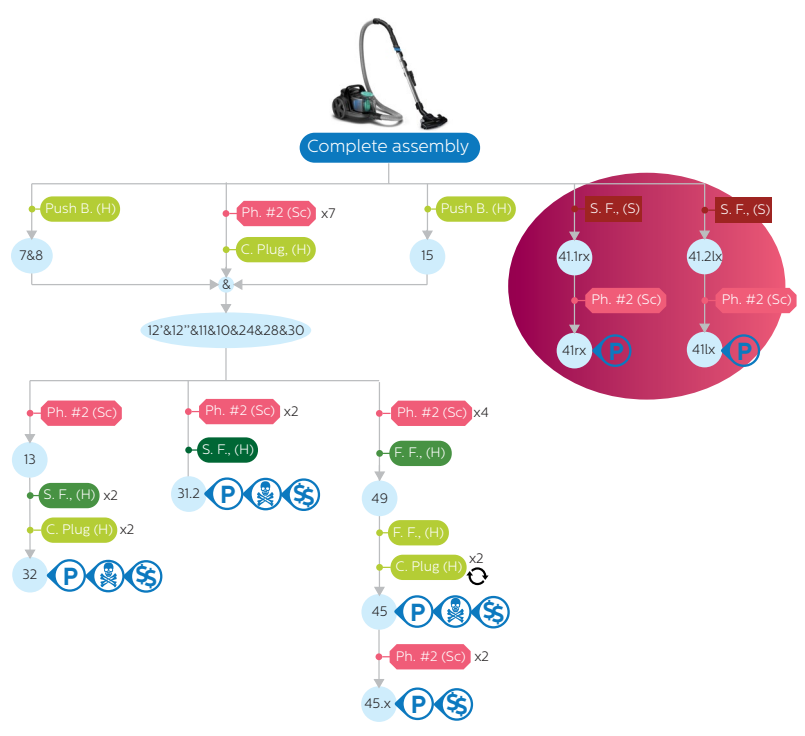 Complete assembly
Push B. (H)
Ph. #2 (Sc) x7
Push B. (H)
S. F., (S)
S. F., (S)
C. Plug, (H)
7&8
15
41.1rx
41.2lx
&
Ph. #2 (Sc)
Ph. #2 (Sc)
12'&12''&11&10&24&28&30
41rx P
41lx P
Ph. #2 (Sc)
Ph. #2 (Sc) x2
Ph. #2 (Sc) x4
S. F., (H)
F. F., (H)
13
S. F., (H) x2
31.2 P $$
49
C. Plug (H) x2
F. F., (H)
C. Plug (H) x2
32 P $$
45 P $$
Ph. #2 (Sc) x2
45.x P $$